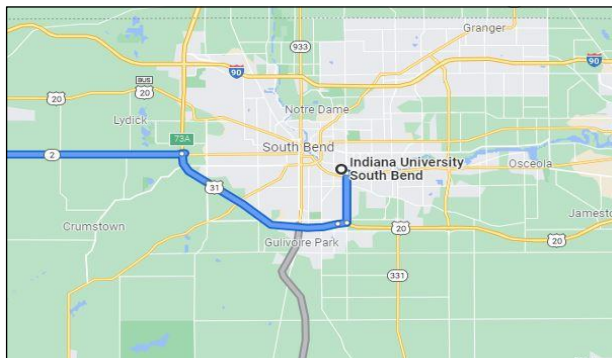 Granger
933
90
90
20
BUS
20
20
Notre Dame
Lydick
73A
South Bend
Indiana University
South Bend
Osceola
2
31
Crumstown
Gulivoire Park
20
20
Jamesto
331